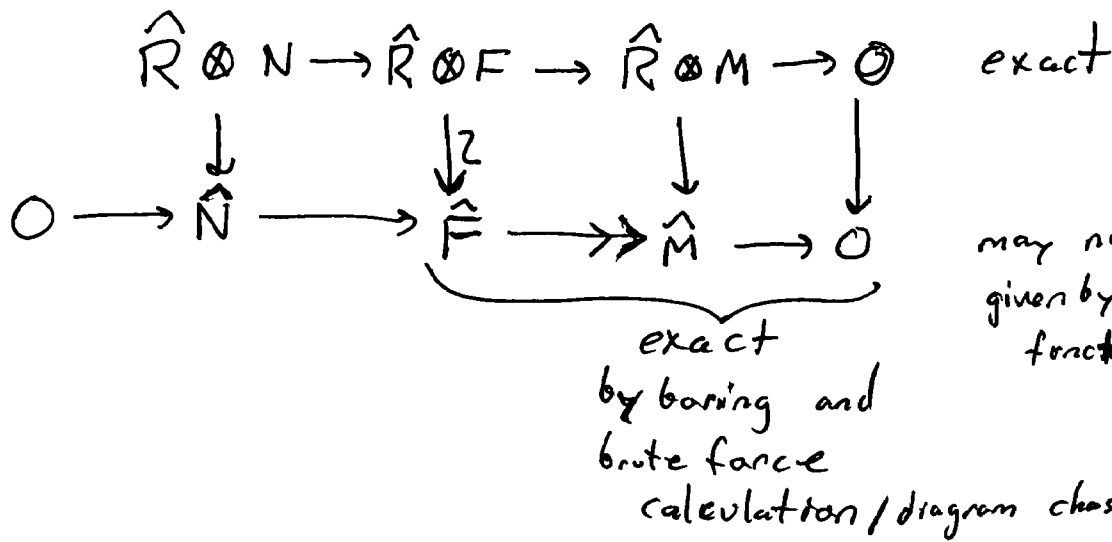 R̂ ⊗ N → R̂ ⊗ F → R̂ ⊗ M → 0 exact
0 → N̂ → F̂ ↠ M̂ → 0 may n
given by
funct
exact
by boring and
brute force
calculation / diagram chas